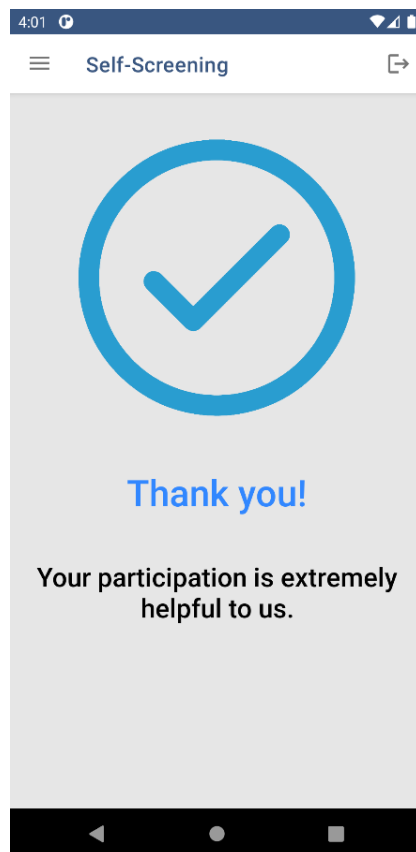 4:01
Self-Screening
Thank you!
Your participation is extremely
helpful to us.